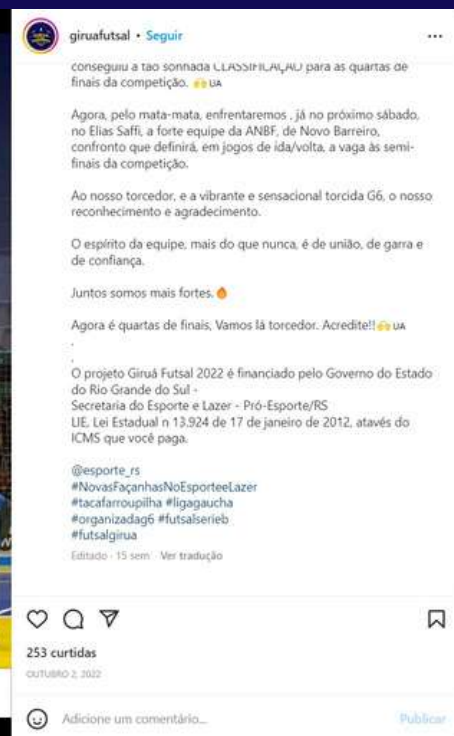 giruafutsal • Seguir
conseguiu a tão sonhada CLASSIFICAÇÃO para as quartas de
finais da competição. 🙌 UA
Agora, pelo mata-mata, enfrentaremos , já no próximo sábado,
no Elias Saffi, a forte equipe da ANBF, de Novo Barreiro,
confronto que definirá, em jogos de ida/volta, a vaga às semi-
finais da competição.
Ao nosso torcedor, e a vibrante e sensacional torcida G6, o nosso
reconhecimento e agradecimento.
O espírito da equipe, mais do que nunca, é de união, de garra e
de confiança.
Juntos somos mais fortes. 🔥
Agora é quartas de finais, Vamos lá torcedor. Acredite!! 🙌 UA
.
.
O projeto Giruá Futsal 2022 é financiado pelo Governo do Estado
do Rio Grande do Sul -
Secretaria do Esporte e Lazer - Pró-Esporte/RS
LIE, Lei Estadual n 13.924 de 17 de janeiro de 2012, atavés do
ICMS que você paga.
@esporte_rs
#NovasFaçanhasNoEsporteeLazer
#tacafarroupilha #ligagaucha
#organizadag6 #futsalserieb
#futsalgirua
Editado · 15 sem Ver tradução
253 curtidas
OUTUBRO 2, 2022
Adicione um comentário... Publicar